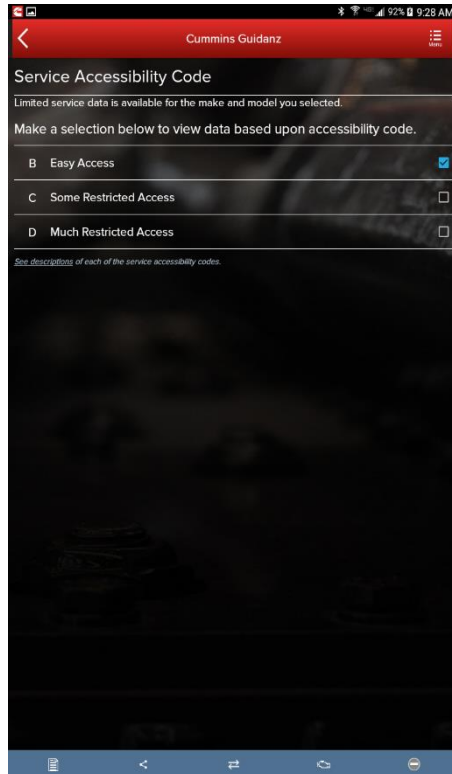 92% 9:28 AM
Cummins Guidanz
Menu
Service Accessibility Code
Limited service data is available for the make and model you selected.
Make a selection below to view data based upon accessibility code.
B Easy Access
C Some Restricted Access
D Much Restricted Access
See descriptions of each of the service accessibility codes.